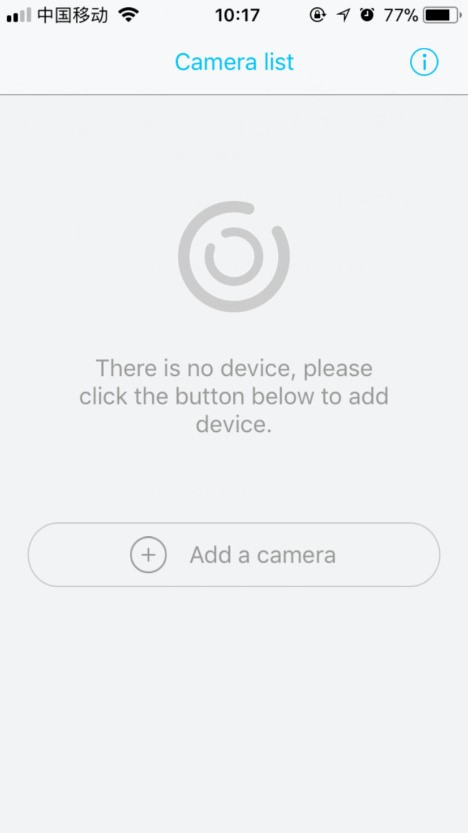 中国移动 10:17 77%
Camera list
There is no device, please
click the button below to add
device.
Add a camera